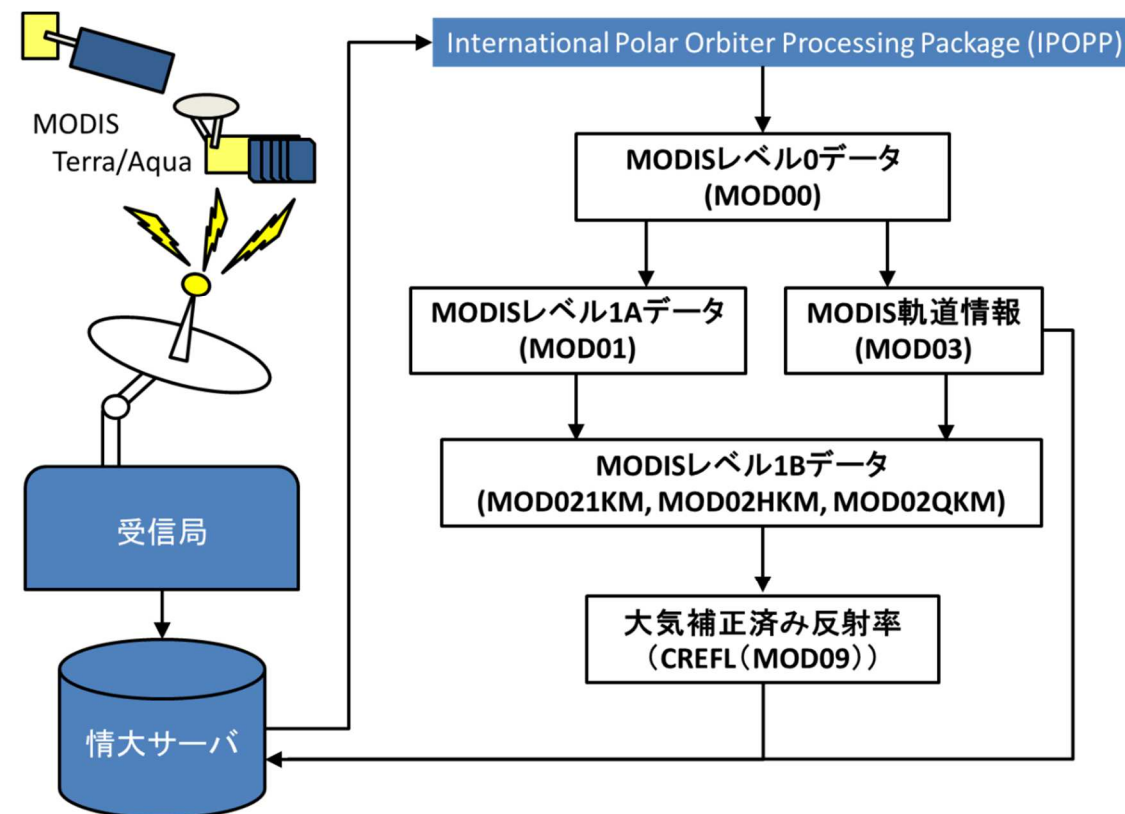 MODIS
Terra/Aqua
受信局
情大サーバ
International Polar Orbiter Processing Package (IPOPP)
MODISレベル0データ
(MOD00)
MODISレベル1Aデータ
(MOD01)
MODIS軌道情報
(MOD03)
MODISレベル1Bデータ
(MOD021KM, MOD02HKM, MOD02QKM)
大気補正済み反射率
（CREFL（MOD09））